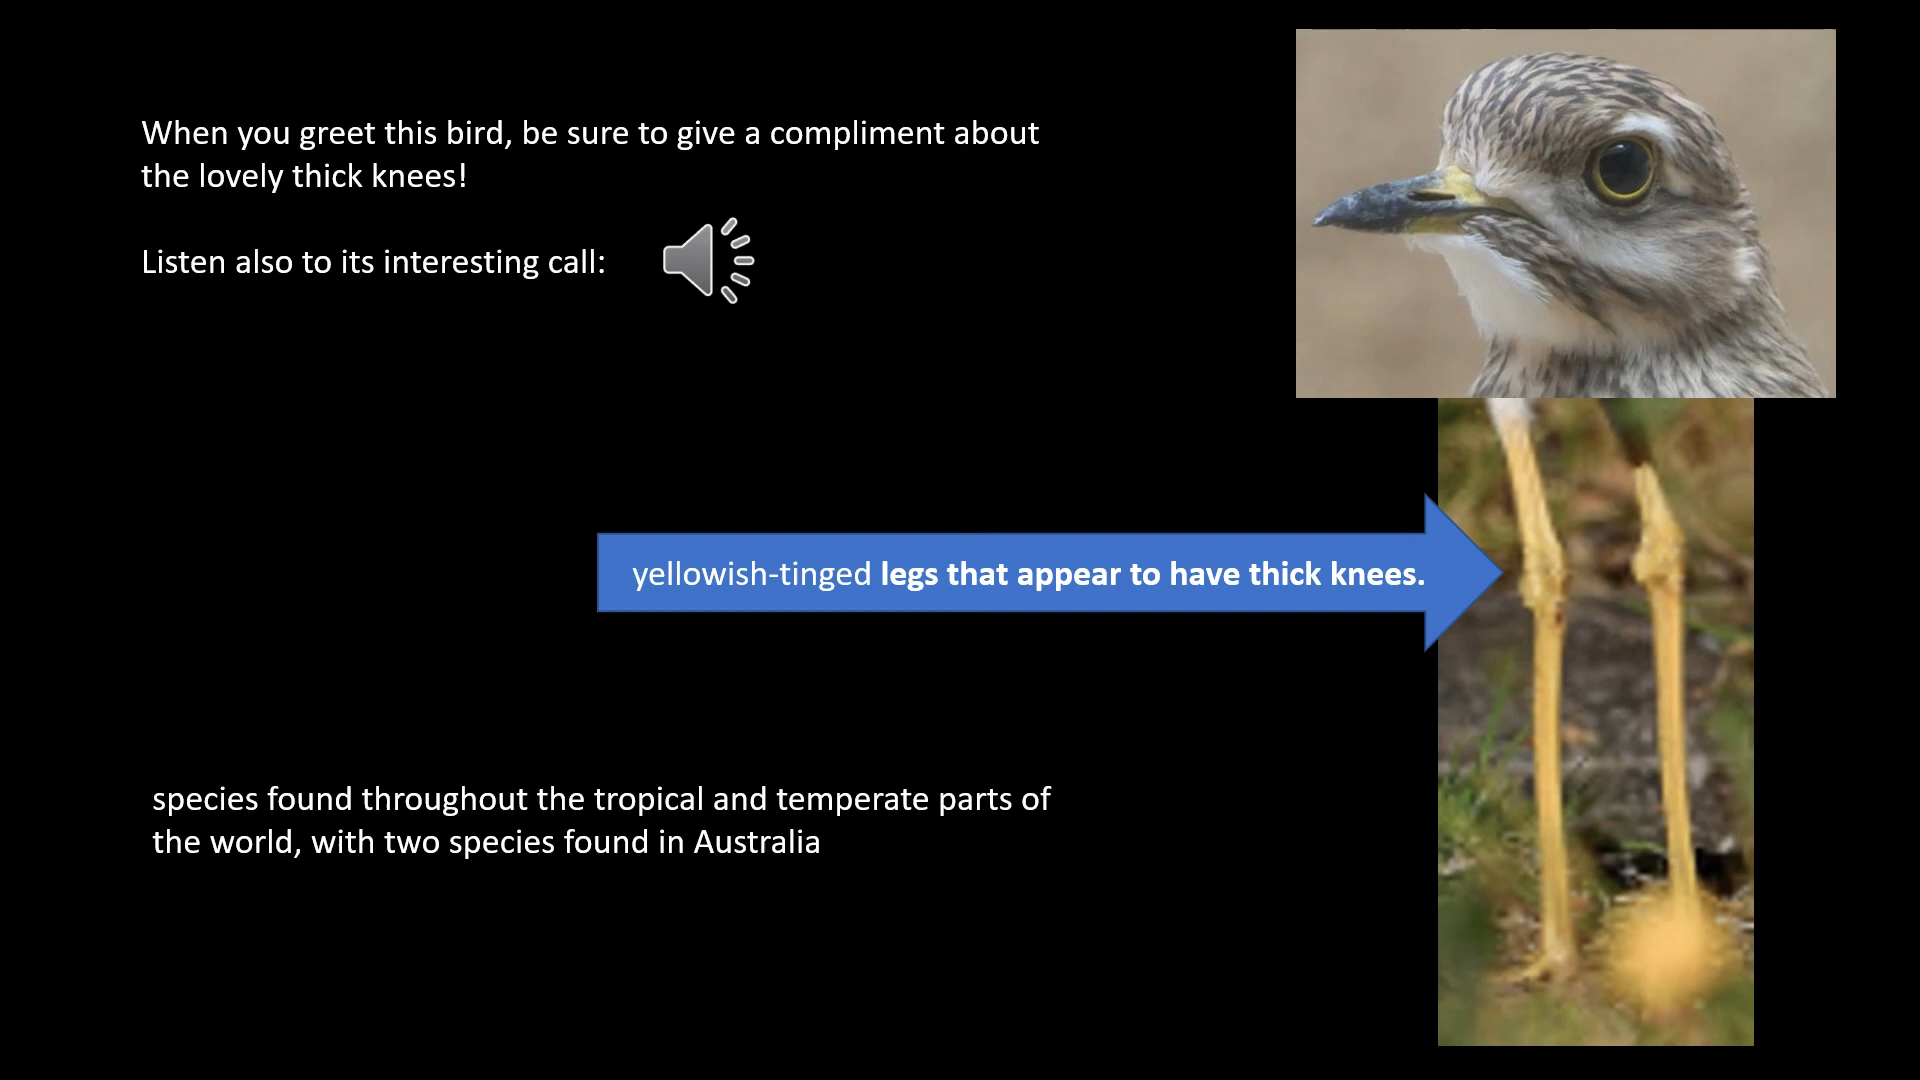 When you greet this bird, be sure to give a compliment about
the lovely thick knees!
Listen also to its interesting call:
yellowish-tinged legs that appear to have thick knees.
species found throughout the tropical and temperate parts of
the world, with two species found in Australia